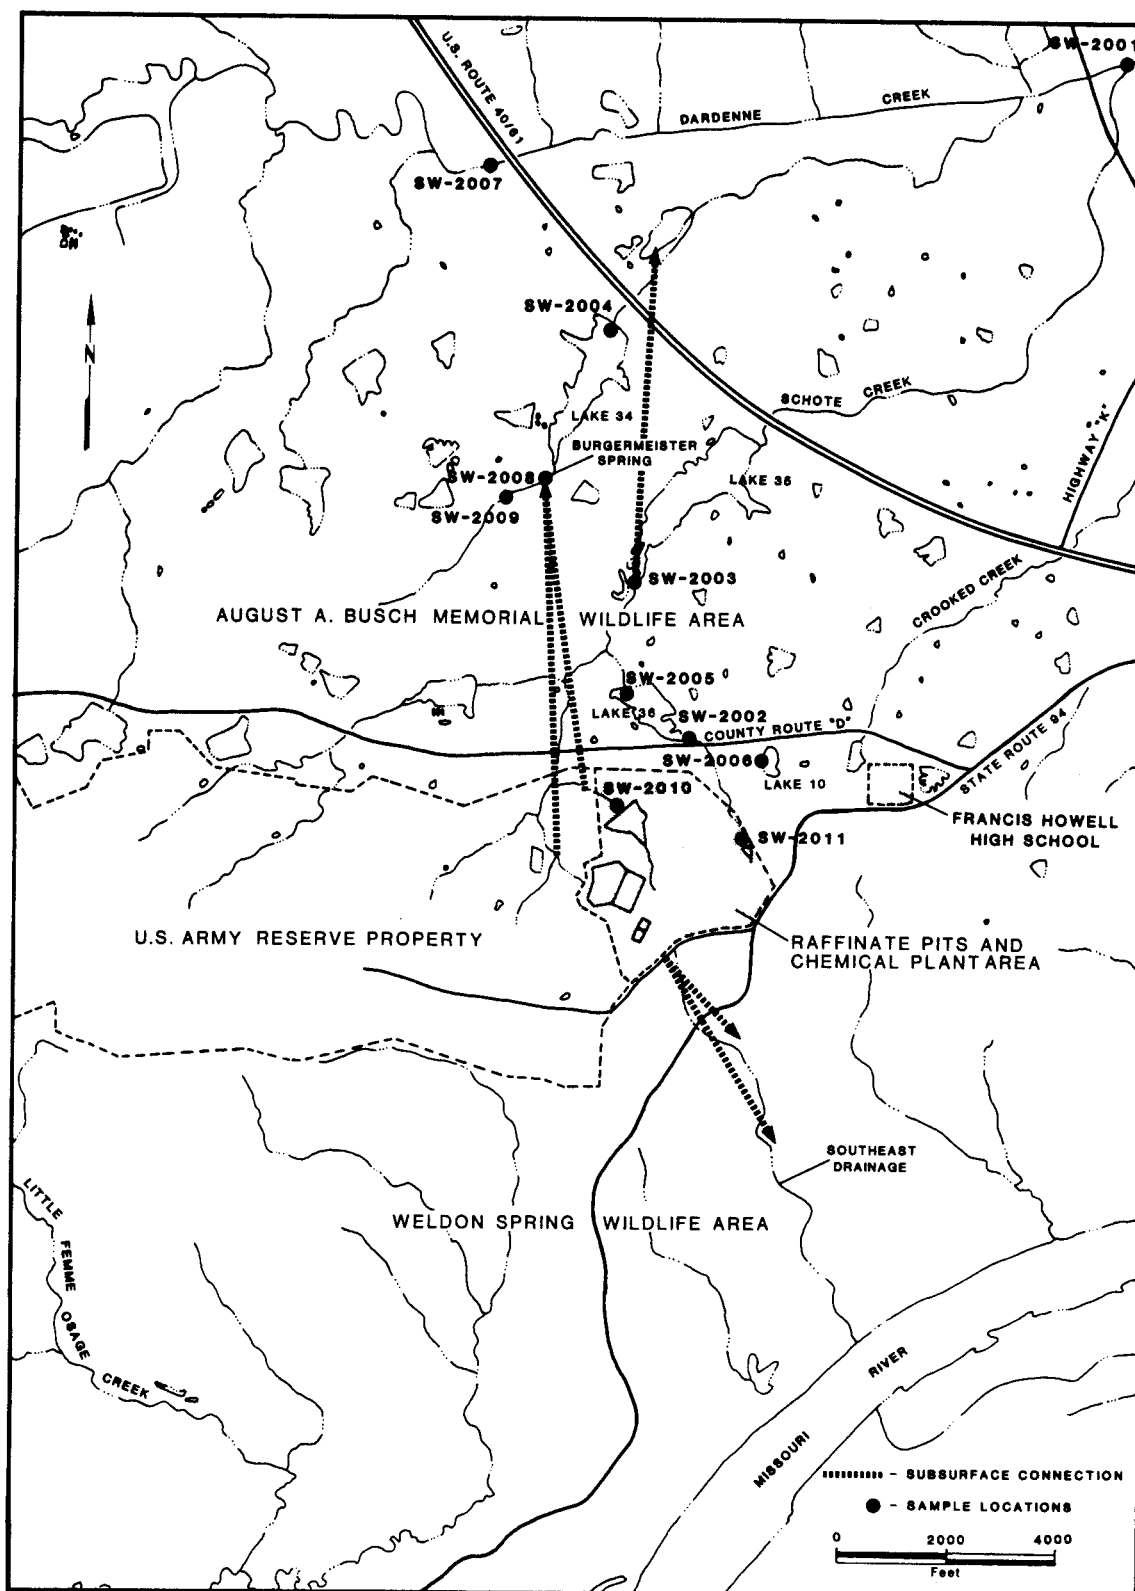 SW-2001
U.S. ROUTE 40/61
DARDENNE CREEK
SW-2007
SW-2004
N
SCHOTE CREEK
LAKE 34
HIGHWAY "K"
BURGERMEISTER
SPRING
SW-2008
LAKE 35
SW-2009
SW-2003
CROOKED CREEK
AUGUST A. BUSCH MEMORIAL WILDLIFE AREA
SW-2005
LAKE 36
SW-2002
COUNTY ROUTE "D"
SW-2006
STATE ROUTE 94
LAKE 10
SW-2010
FRANCIS HOWELL
HIGH SCHOOL
SW-2011
U.S. ARMY RESERVE PROPERTY
RAFFINATE PITS AND
CHEMICAL PLANT AREA
SOUTHEAST
DRAINAGE
WELDON SPRING WILDLIFE AREA
LITTLE FEMME OSAGE CREEK
MISSOURI RIVER
- SUBSURFACE CONNECTION
- SAMPLE LOCATIONS
0 2000 4000
Feet